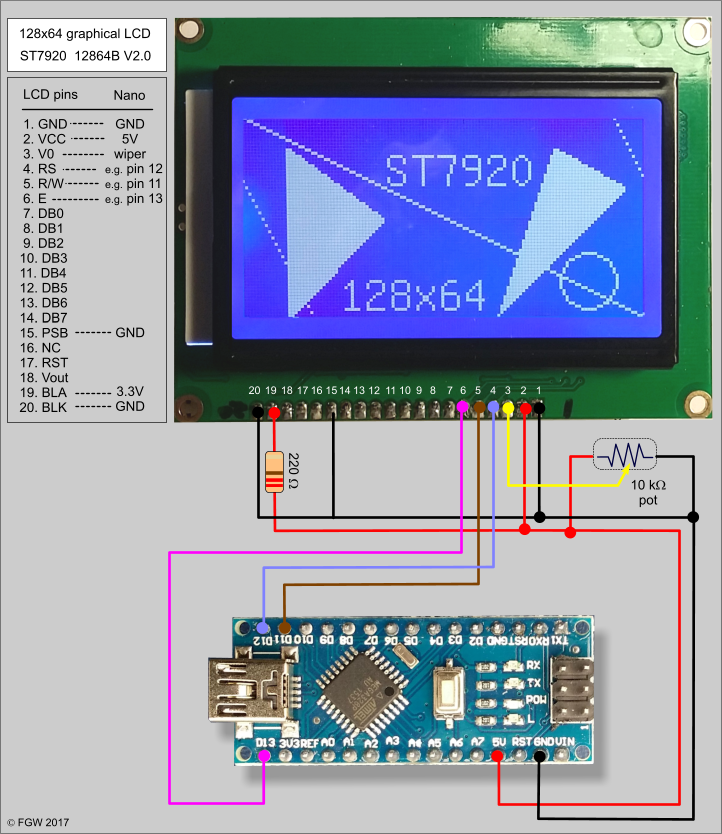 128x64 graphical LCD
ST7920 12864B V2.0
LCD pins Nano
1. GND ------- GND
2. VCC ------- 5V
3. V0 -------- wiper
4. RS ------- e.g. pin 12
5. R/W ------- e.g. pin 11
6. E ---------- e.g. pin 13
7. DB0
8. DB1
9. DB2
10. DB3
11. DB4
12. DB5
13. DB6
14. DB7
15. PSB ------- GND
16. NC
17. RST
18. Vout
19. BLA ------- 3.3V
20. BLK ------- GND
ST7920
128x64
20 19 18 17 16 15 14 13 12 11 10 9 8 7 6 5 4 3 2 1
220 Ω
10 kΩ
pot
D12 D11 D10 D9 D8 D7 D6 D5 D4 D3 D2 GND RST RX0 TX1
RX
TX
POW
L
1
D13 3V3 REF A0 A1 A2 A3 A4 A5 A6 A7 5V RST GND VIN
© FGW 2017